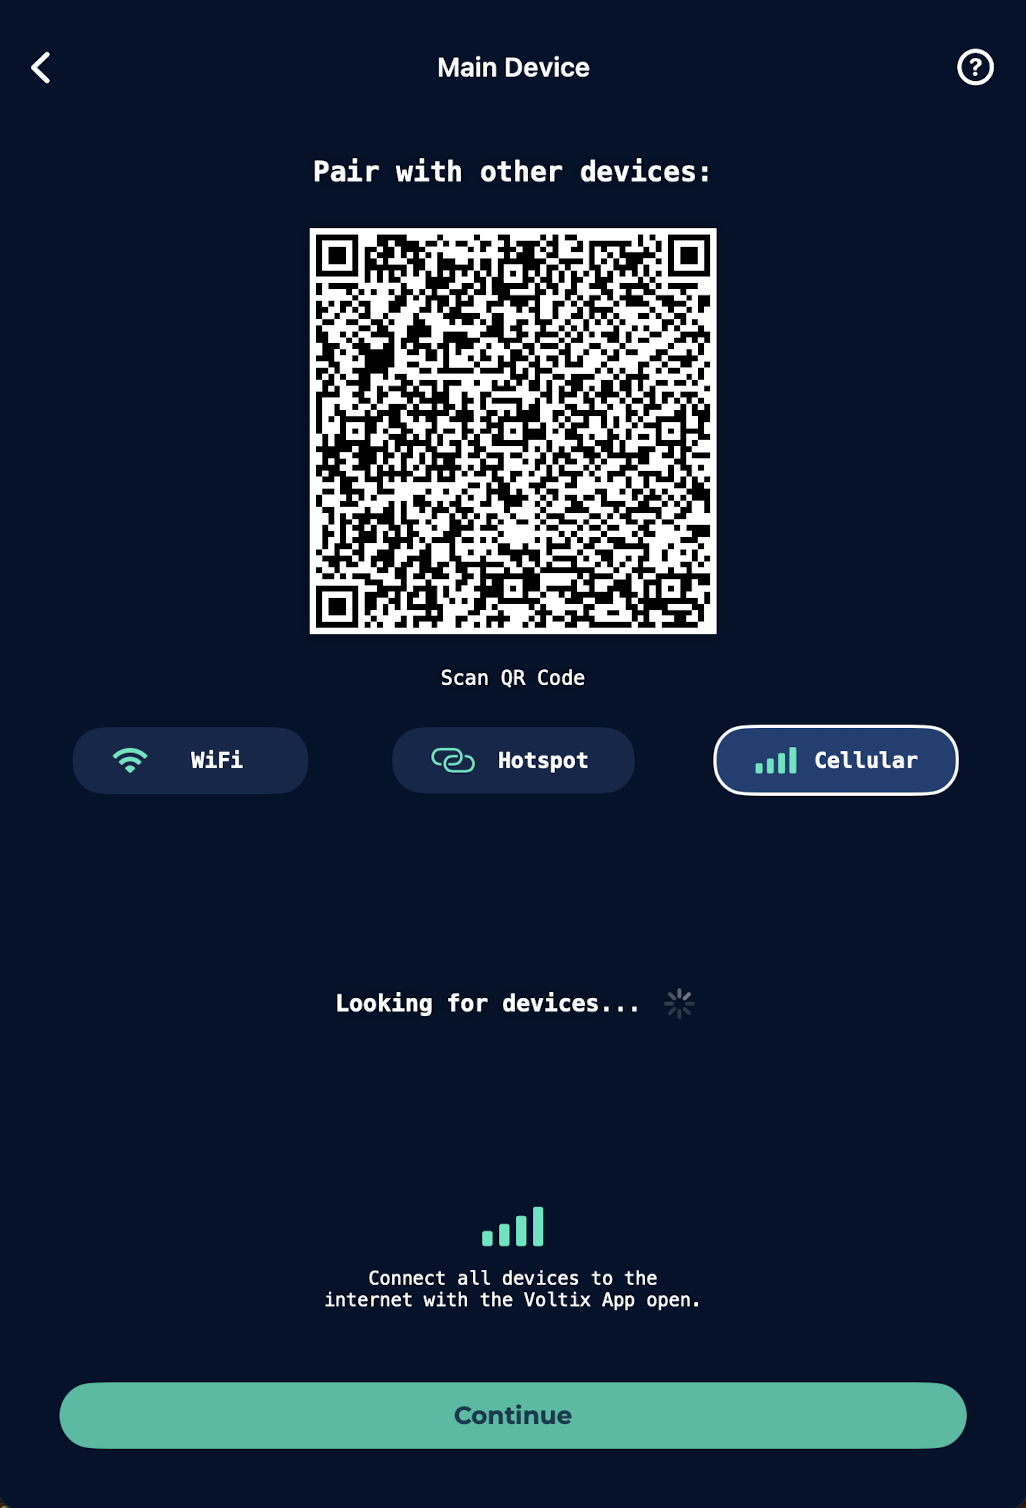 Main Device
?
Pair with other devices:
Scan QR Code
WiFi
Hotspot
Cellular
Looking for devices...
Connect all devices to the
internet with the Voltix App open.
Continue